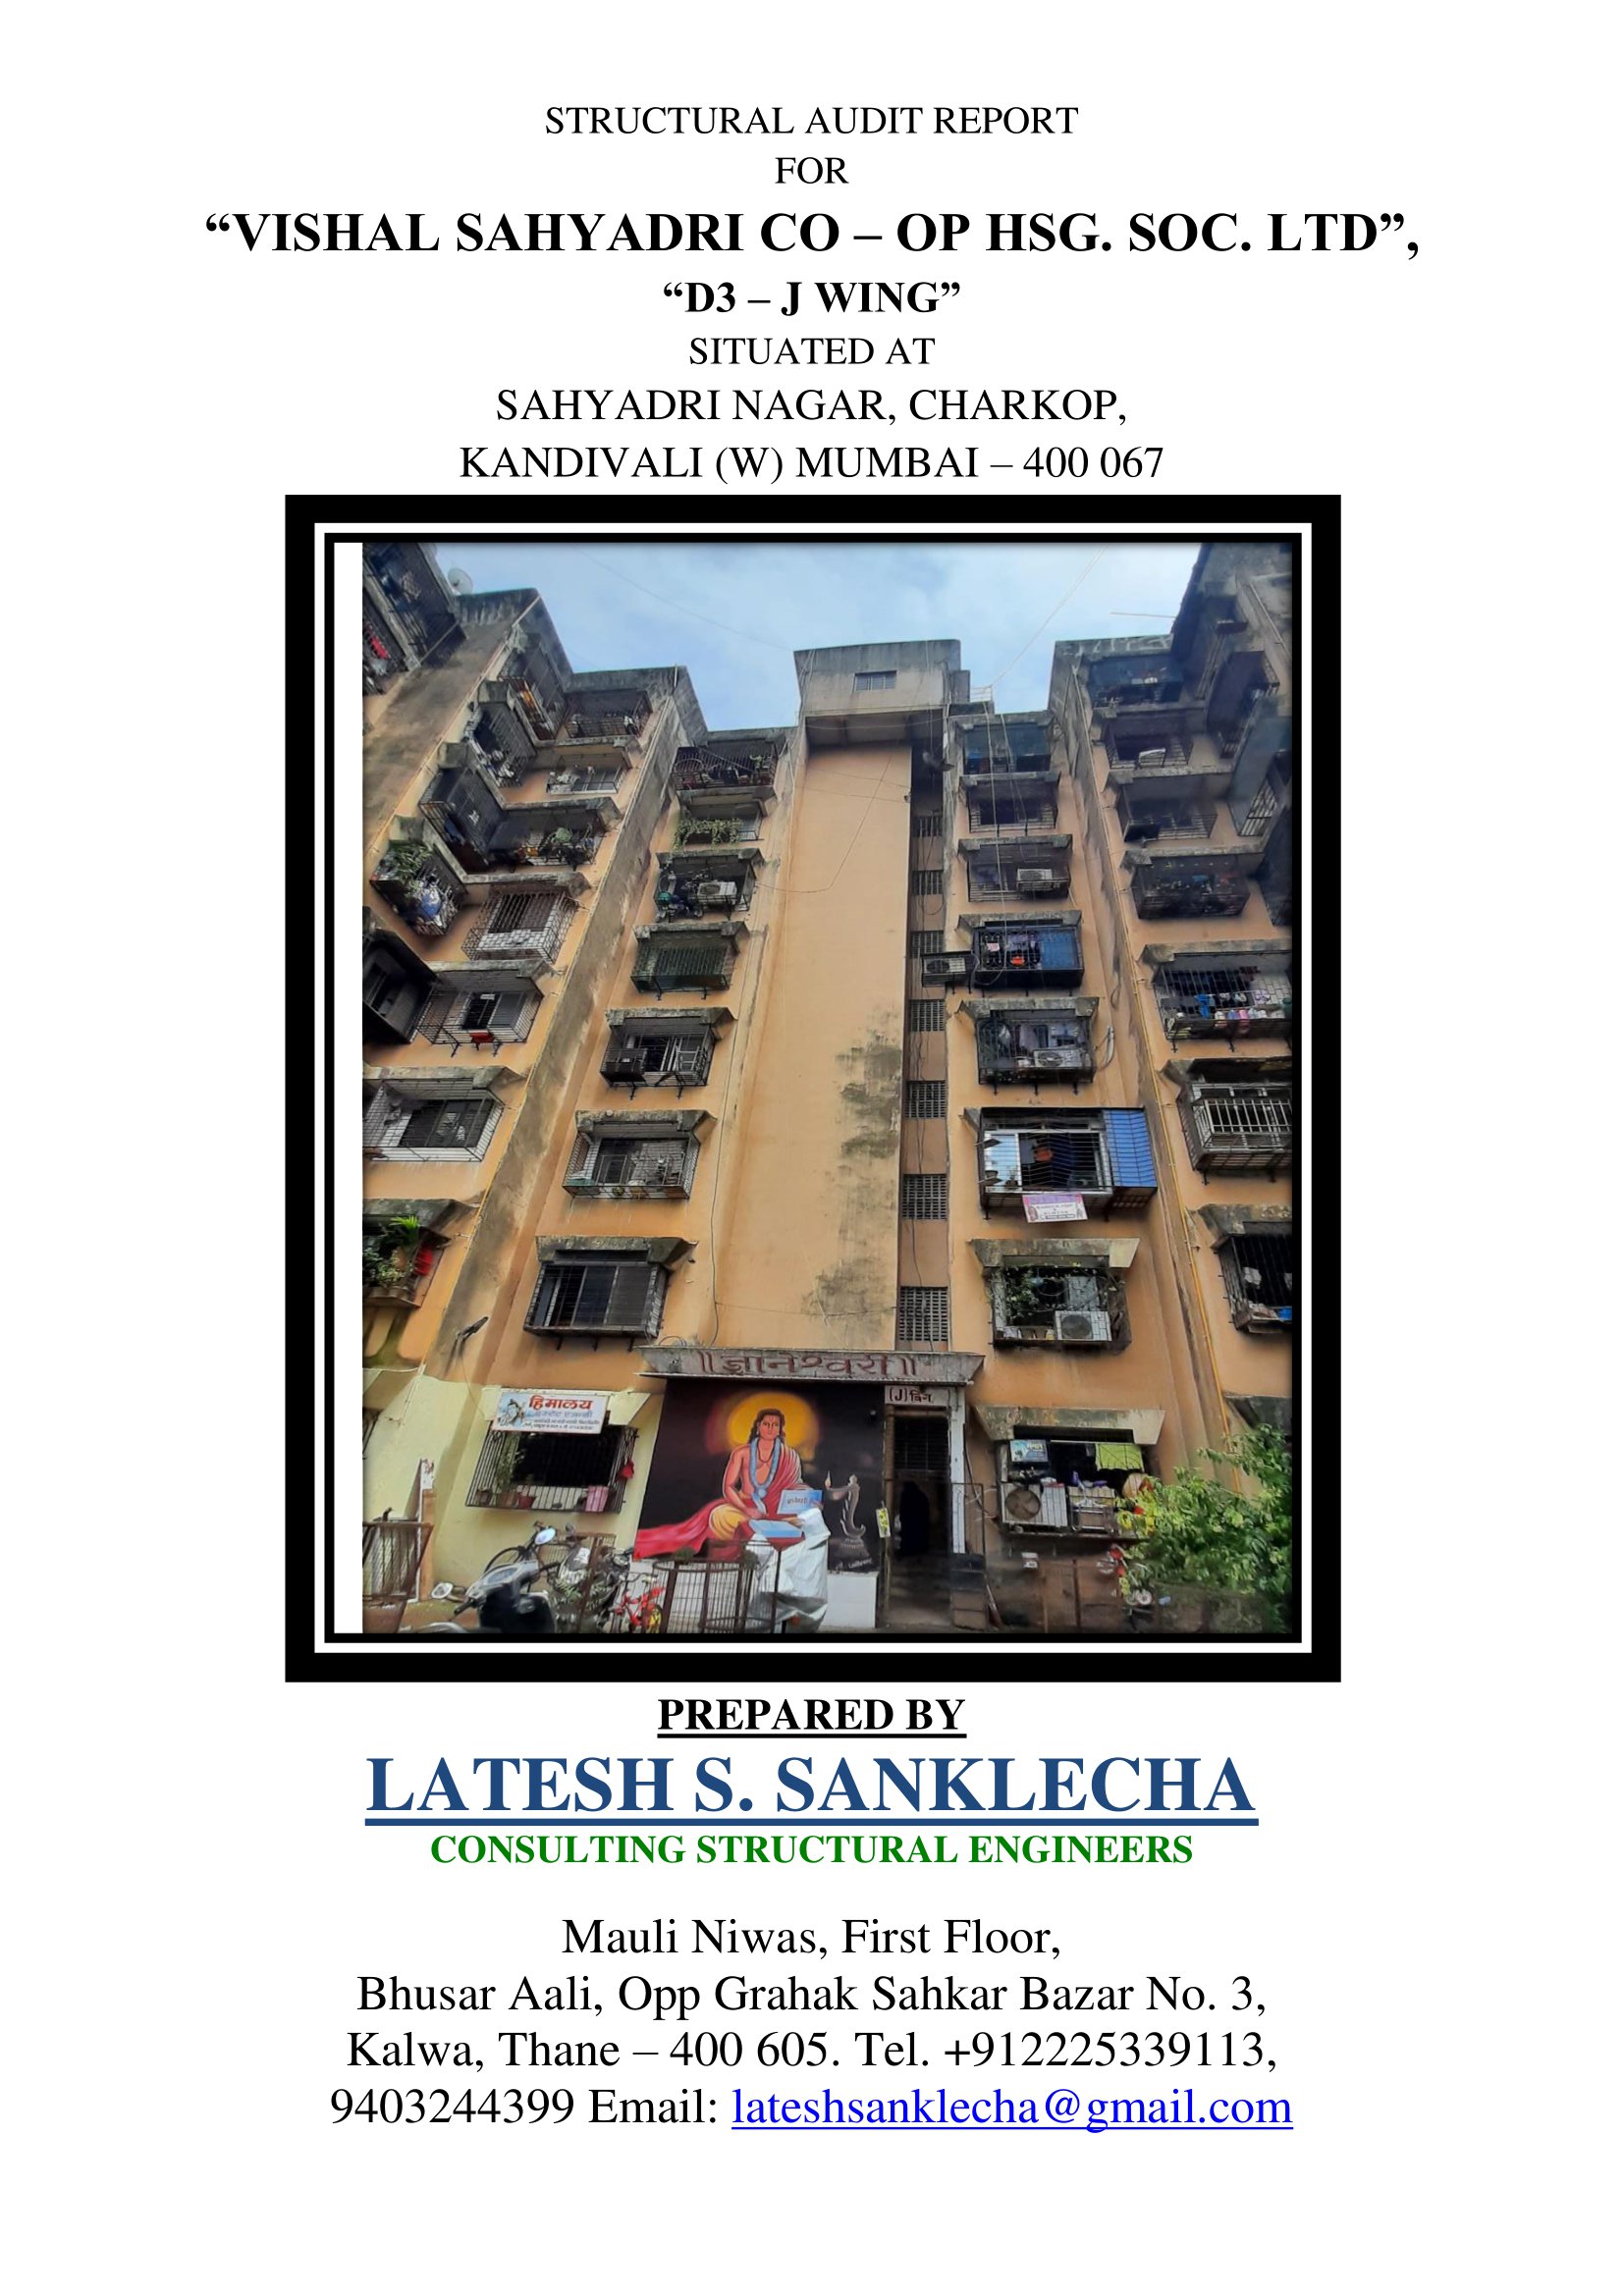 STRUCTURAL AUDIT REPORT
FOR
“VISHAL SAHYADRI CO – OP HSG. SOC. LTD”,
“D3 – J WING”
SITUATED AT
SAHYADRI NAGAR, CHARKOP,
KANDIVALI (W) MUMBAI – 400 067
॥ज्ञानेश्वरी॥
(J) विंग
हिमालय
PREPARED BY
LATESH S. SANKLECHA
CONSULTING STRUCTURAL ENGINEERS
Mauli Niwas, First Floor,
Bhusar Aali, Opp Grahak Sahkar Bazar No. 3,
Kalwa, Thane – 400 605. Tel. +912225339113,
9403244399 Email: lateshsanklecha@gmail.com